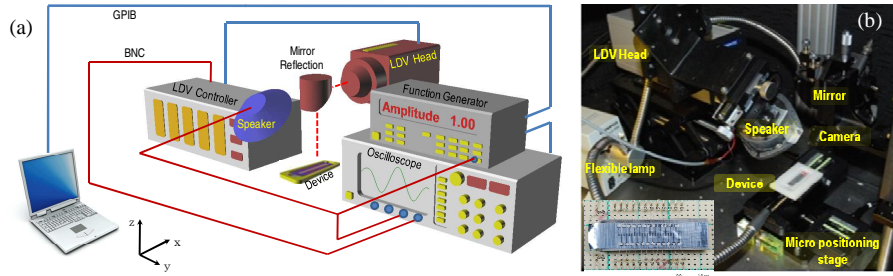 (a)
GPIB
BNC
Mirror
Reflection
LDV Head
LDV Controller
Speaker
Function Generator
Amplitude 1.00
Oscilloscope
Device
z
x
y
(b)
LDV Head
Mirror
Speaker
Camera
Flexible lamp
Device
Micro positioning
stage